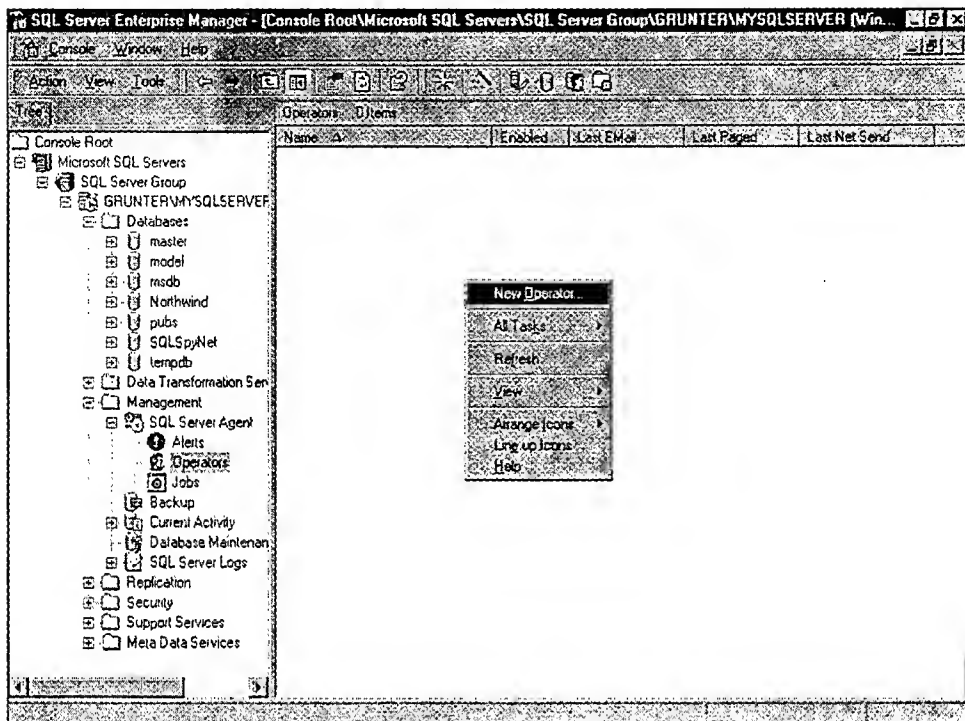 SQL Server Enterprise Manager - [Console Root\Microsoft SQL Servers\SQL Server Group\GRUNTER\MYSQLSERVER (Win...
Console Window Help
Action View Tools
Tree
Operators 0 Items
Name Enabled Last EMail Last Paged Last Net Send
Console Root
Microsoft SQL Servers
SQL Server Group
GRUNTER\MYSQLSERVER
Databases
master
model
msdb
Northwind
pubs
SQLSpyNet
tempdb
Data Transformation Ser
Management
SQL Server Agent
Alerts
Operators
Jobs
Backup
Current Activity
Database Maintenan
SQL Server Logs
Replication
Security
Support Services
Meta Data Services
New Operator...
All Tasks
Refresh
View
Arrange Icons
Line up Icons
Help